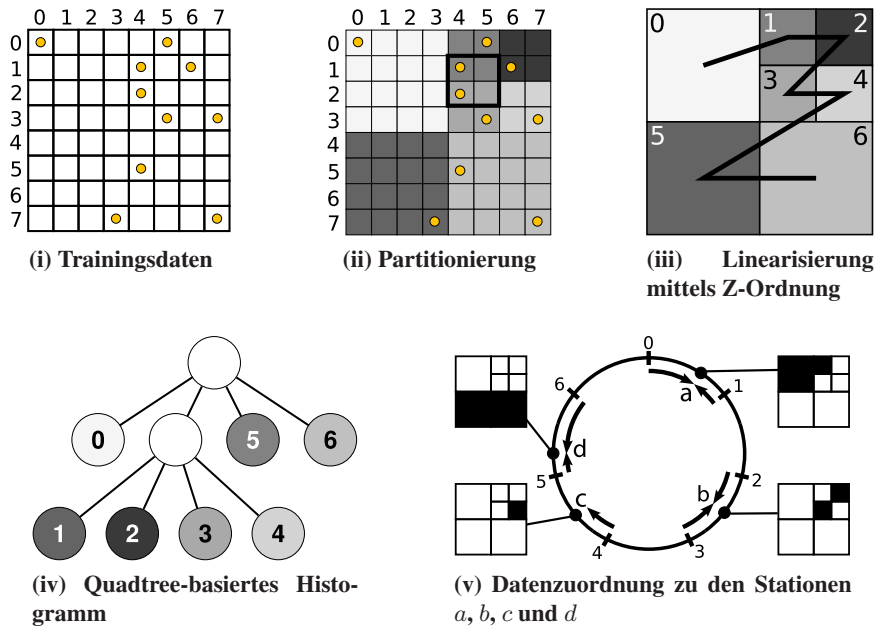 0 1 2 3 4 5 6 7
0
1
2
3
4
5
6
7
(i) Trainingsdaten
0 1 2 3 4 5 6 7
0
1
2
3
4
5
6
7
(ii) Partitionierung
0 1 2
3 4
5 6
(iii) Linearisierung
mittels Z-Ordnung
0 5 6
1 2 3 4
(iv) Quadtree-basiertes Histo-
gramm
0
6 a 1
d
5 c b 2
4 3
(v) Datenzuordnung zu den Stationen
a, b, c und d